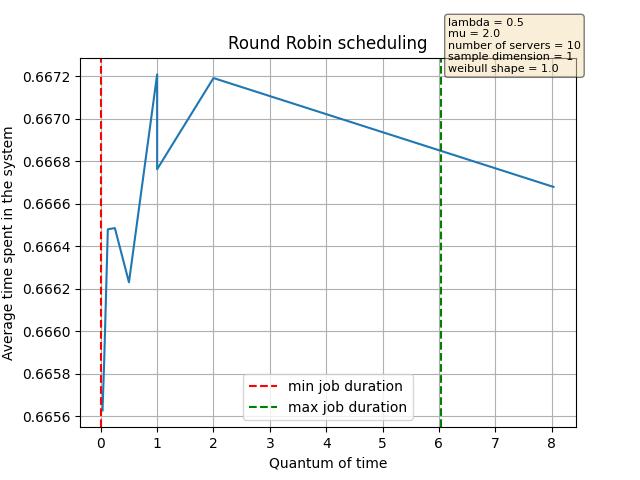 Round Robin scheduling
lambda = 0.5
mu = 2.0
number of servers = 10
sample dimension = 1
weibull shape = 1.0
Average time spent in the system
0.6672
0.6670
0.6668
0.6666
0.6664
0.6662
0.6660
0.6658
0.6656
min job duration
max job duration
0 1 2 3 4 5 6 7 8
Quantum of time